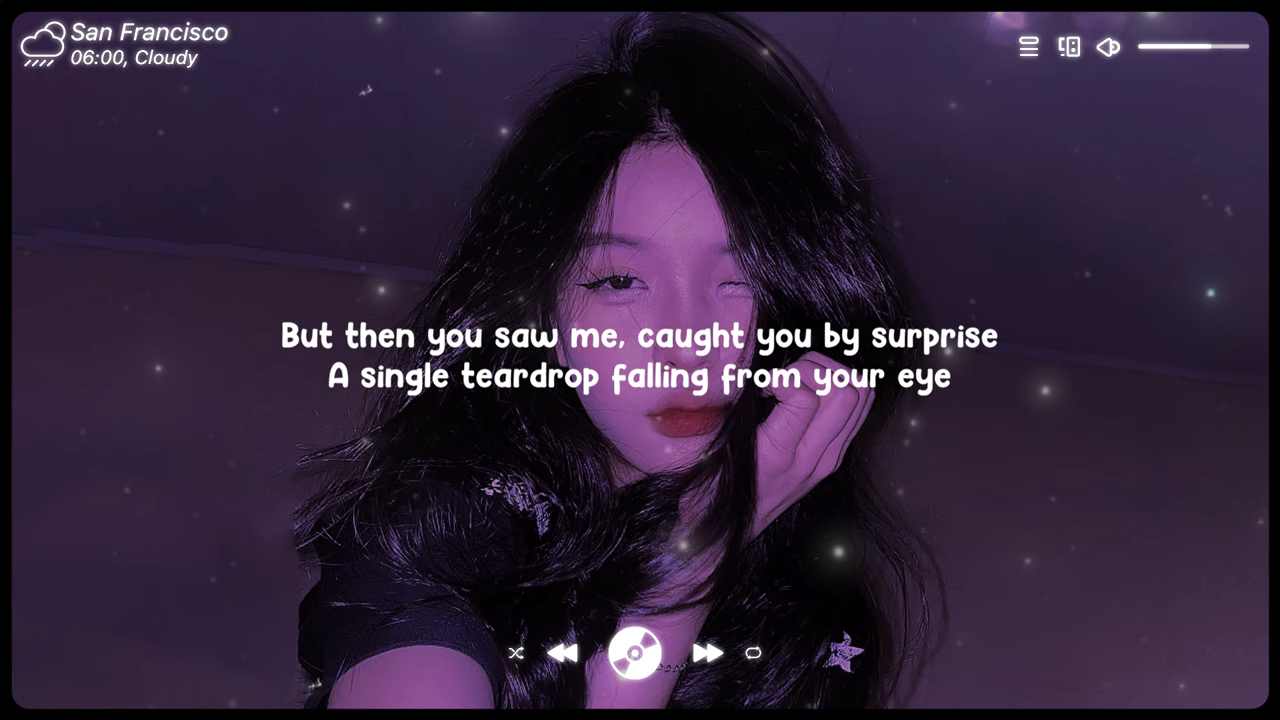 San Francisco
06:00, Cloudy
But then you saw me, caught you by surprise
A single teardrop falling from your eye